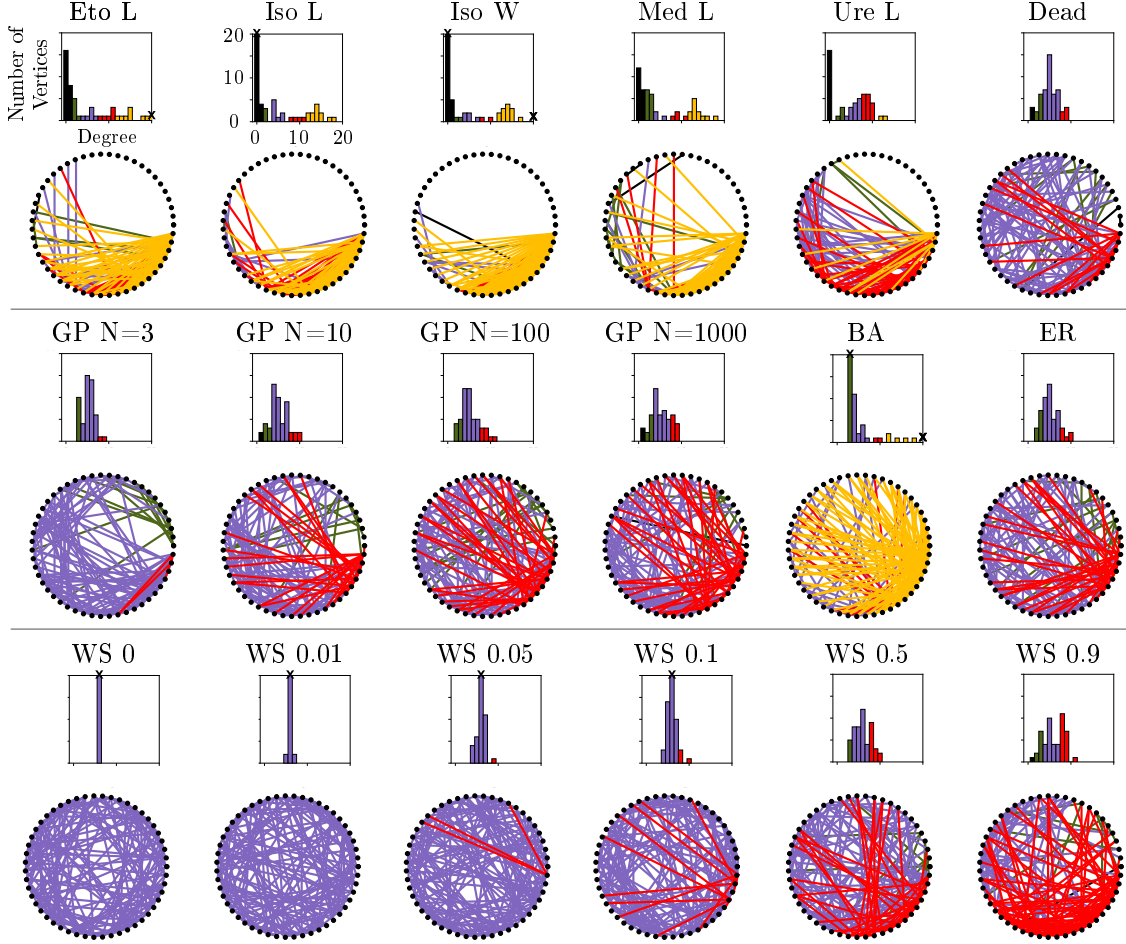 Eto L Iso L Iso W Med L Ure L Dead
Number of
Vertices
20
10
0
x x x x x
Degree
0 10 20
GP N=3 GP N=10 GP N=100 GP N=1000 BA ER
x x
WS 0 WS 0.01 WS 0.05 WS 0.1 WS 0.5 WS 0.9
x x x x